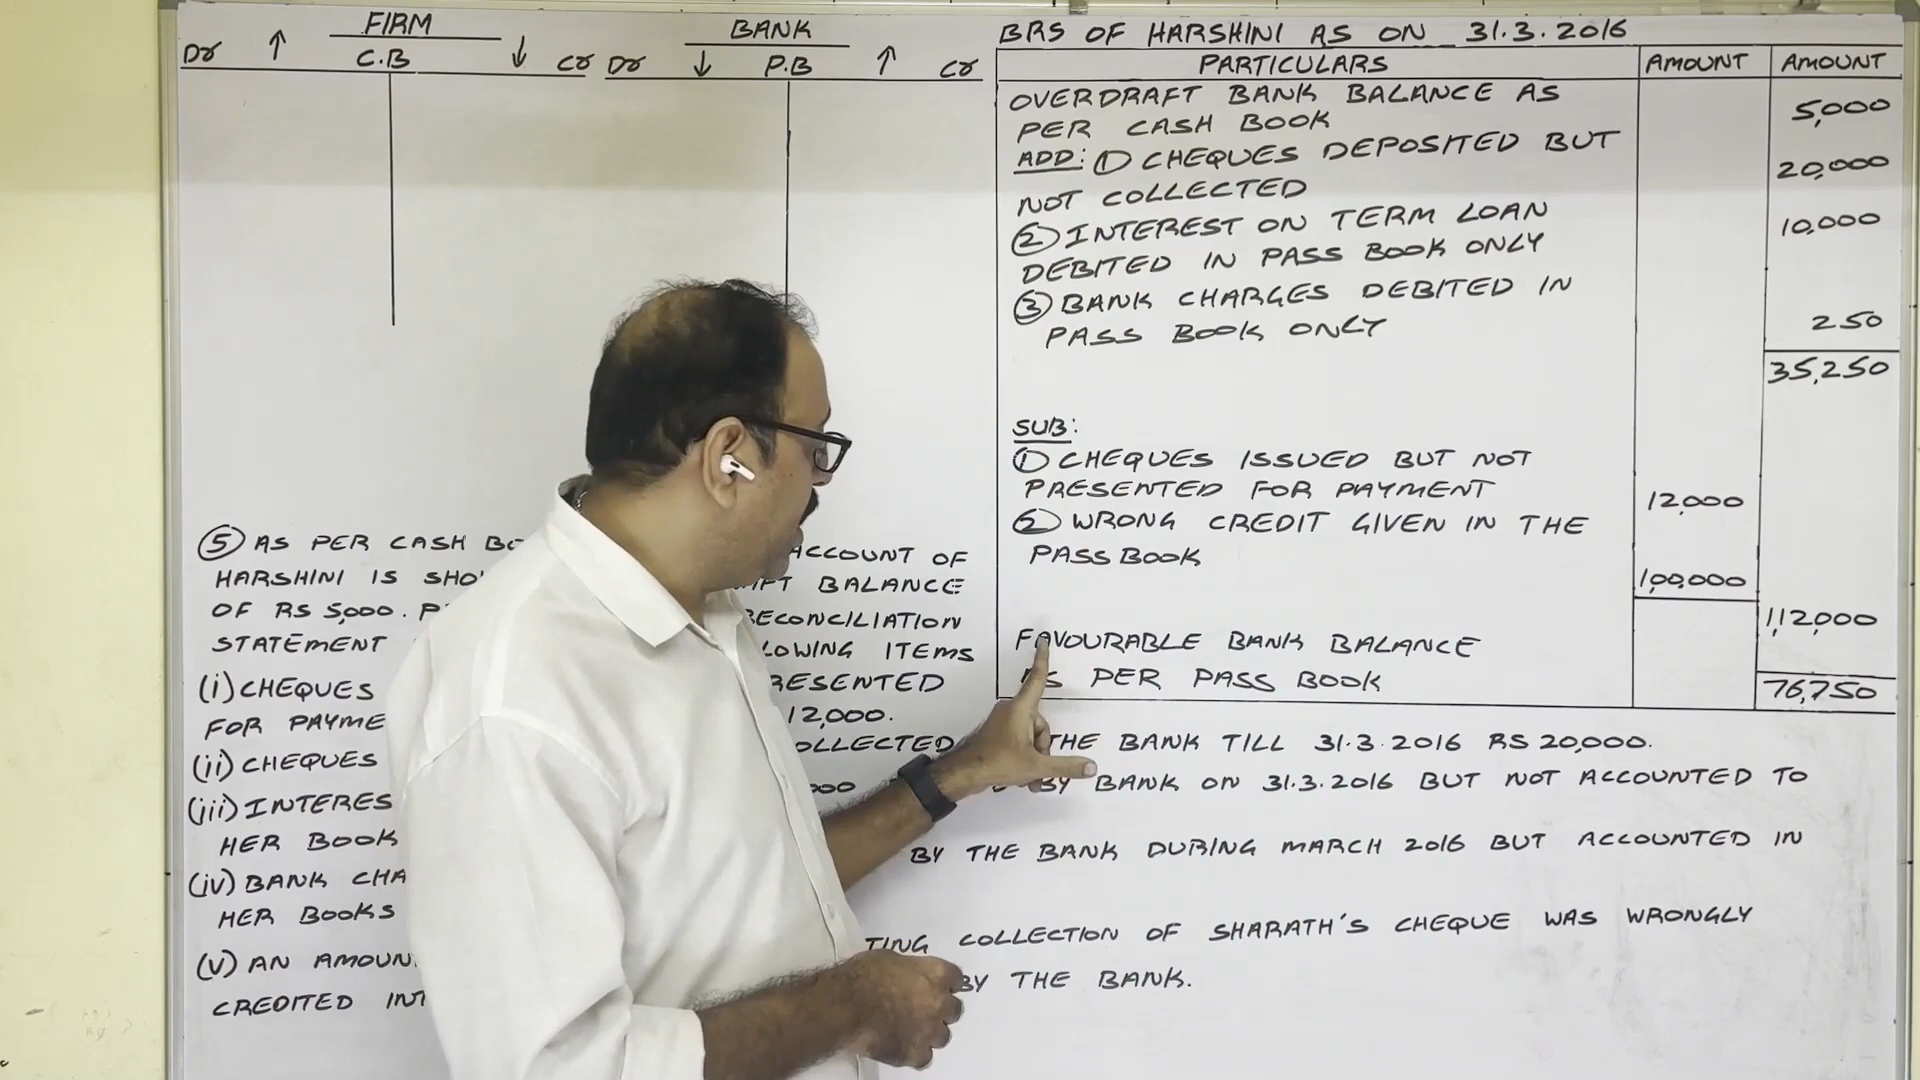 FIRM
Dr ↑ C.B ↓ Cr
BANK
Dr ↓ P.B ↑ Cr
BRS OF HARSHINI AS ON 31.3.2016
PARTICULARS AMOUNT AMOUNT
OVERDRAFT BANK BALANCE AS
PER CASH BOOK 5,000
ADD: ① CHEQUES DEPOSITED BUT
NOT COLLECTED 20,000
② INTEREST ON TERM LOAN
DEBITED IN PASS BOOK ONLY 10,000
③ BANK CHARGES DEBITED IN
PASS BOOK ONLY 250
35,250
SUB:
① CHEQUES ISSUED BUT NOT
PRESENTED FOR PAYMENT 12,000
② WRONG CREDIT GIVEN IN THE
PASS BOOK 100,000
1,12,000
FAVOURABLE BANK BALANCE
AS PER PASS BOOK 76,750
⑤ AS PER CASH ACCOUNT OF
HARSHINI IS BALANCE
OF RS 5,000. RECONCILIATION
STATEMENT ITEMS
(i) CHEQUES PRESENTED
FOR 12,000.
(ii) CHEQUES COLLECTED THE BANK TILL 31.3.2016 RS 20,000.
(iii) BY BANK ON 31.3.2016 BUT NOT ACCOUNTED TO
HER BOOK
(iv) BANK BY THE BANK DURING MARCH 2016 BUT ACCOUNTED IN
HER BOOKS
(v) AN COLLECTION OF SHARATH'S CHEQUE WAS WRONGLY
CREDITED BY THE BANK.